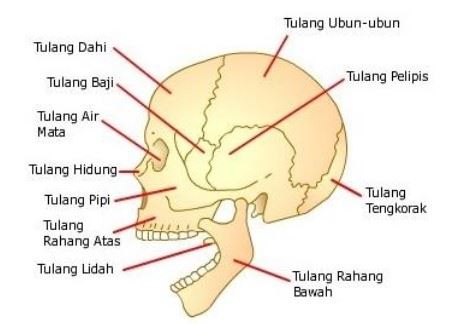 Tulang Ubun-ubun
Tulang Dahi
Tulang Pelipis
Tulang Baji
Tulang Air
Mata
Tulang Hidung
Tulang Pipi
Tulang
Tengkorak
Tulang
Rahang Atas
Tulang Lidah
Tulang Rahang
Bawah